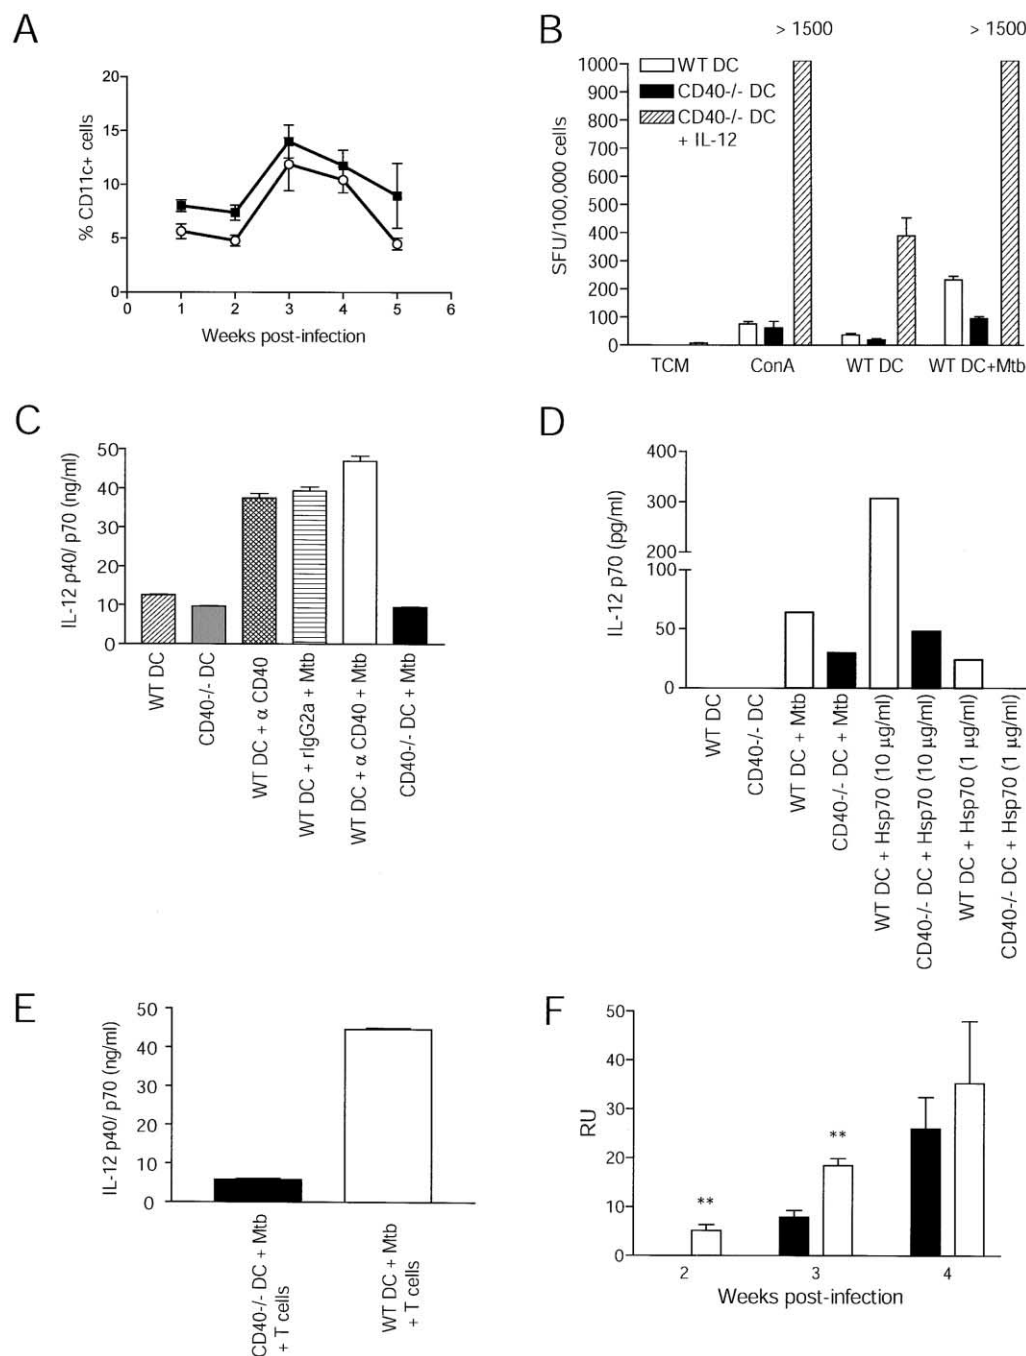 A
20
15
10
5
0
% CD11c+ cells
0 1 2 3 4 5 6
Weeks post-infection
B
> 1500 > 1500
1000
900
800
700
600
500
400
300
200
100
0
SFU/100,000 cells
WT DC
CD40-/- DC
CD40-/- DC
+ IL-12
TCM ConA WT DC WT DC+Mtb
C
50
40
30
20
10
0
IL-12 p40/ p70 (ng/ml)
WT DC
CD40-/- DC
WT DC + α CD40
WT DC + rIgG2a + Mtb
WT DC + α CD40 + Mtb
CD40-/- DC + Mtb
D
400
300
200
100
50
0
IL-12 p70 (pg/ml)
WT DC
CD40-/- DC
WT DC + Mtb
CD40-/- DC + Mtb
WT DC + Hsp70 (10 µg/ml)
CD40-/- DC + Hsp70 (10 µg/ml)
WT DC + Hsp70 (1 µg/ml)
CD40-/- DC + Hsp70 (1 µg/ml)
E
50
40
30
20
10
0
IL-12 p40/ p70 (ng/ml)
CD40-/- DC + Mtb
+ T cells
WT DC + Mtb
+ T cells
F
50
40
30
20
10
0
RU
**
**
2 3 4
Weeks post-infection